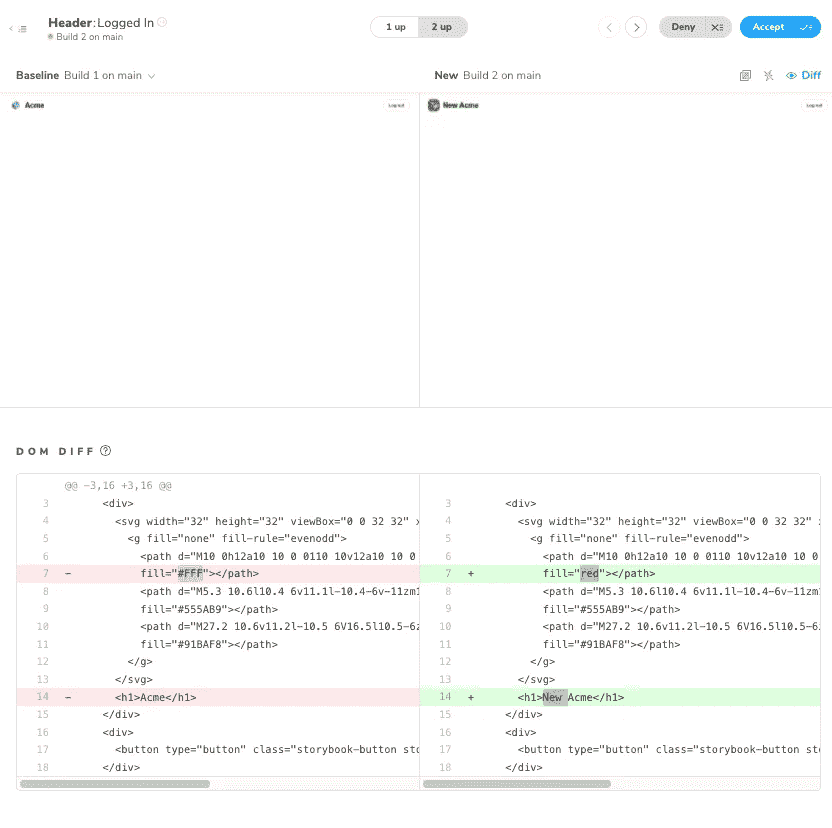 Header: Logged In
Build 2 on main
1 up 2 up
Deny
Accept
Baseline Build 1 on main
New Build 2 on main
Diff
Acme
Log out
New Acme
Log out
DOM DIFF
@@ -3,16 +3,16 @@
3 <div>
4 <svg width="32" height="32" viewBox="0 0 32 32" x
5 <g fill="none" fill-rule="evenodd">
6 <path d="M10 0h12a10 10 0 0110 10v12a10 10 0
7 − fill="#FFF"></path>
8 <path d="M5.3 10.6l10.4 6v11.1l-10.4-6v-11zm1
9 fill="#555AB9"></path>
10 <path d="M27.2 10.6v11.2l-10.5 6V16.5l10.5-6z
11 fill="#91BAF8"></path>
12 </g>
13 </svg>
14 − <h1>Acme</h1>
15 </div>
16 <div>
17 <button type="button" class="storybook-button sto
18 </div>
3 <div>
4 <svg width="32" height="32" viewBox="0 0 32 32" x
5 <g fill="none" fill-rule="evenodd">
6 <path d="M10 0h12a10 10 0 0110 10v12a10 10 0
7 + fill="red"></path>
8 <path d="M5.3 10.6l10.4 6v11.1l-10.4-6v-11zm1
9 fill="#555AB9"></path>
10 <path d="M27.2 10.6v11.2l-10.5 6V16.5l10.5-6z
11 fill="#91BAF8"></path>
12 </g>
13 </svg>
14 + <h1>New Acme</h1>
15 </div>
16 <div>
17 <button type="button" class="storybook-button sto
18 </div>